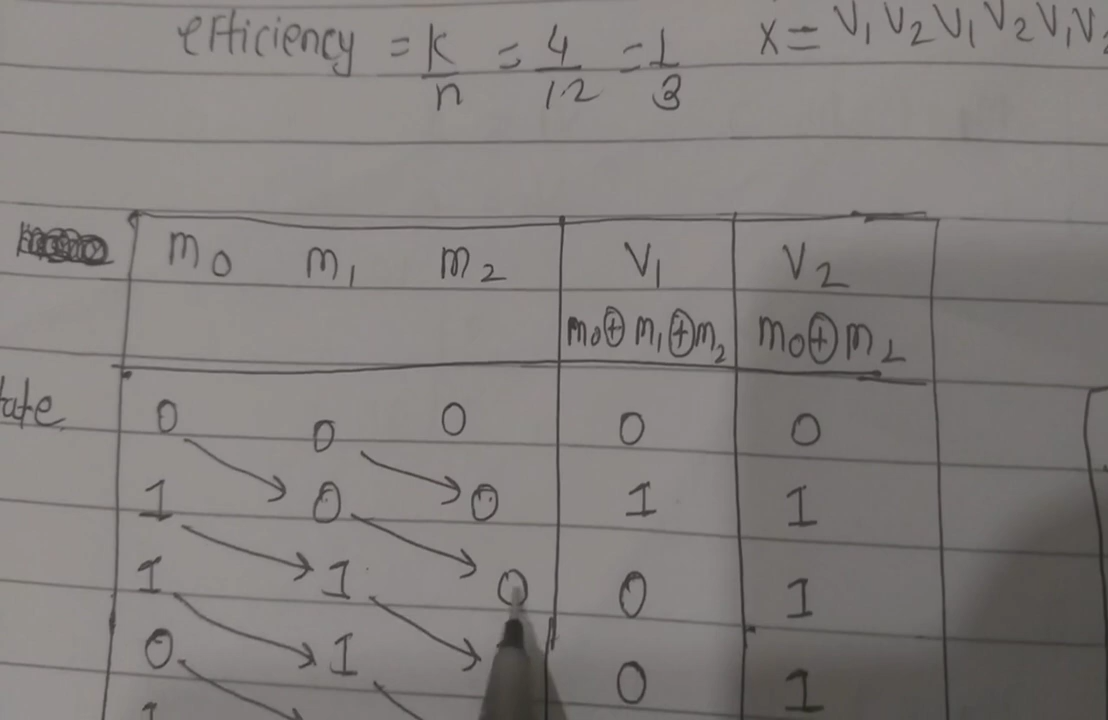 efficiency = k/n = 4/12 = 1/3 x = V1 V2 V1 V2 V1 V2
m0 m1 m2 V1 V2
m0⊕m1⊕m2 m0⊕m2
0 0 0 0 0
1 0 0 1 1
1 1 0 0 1
0 1 0 1
1